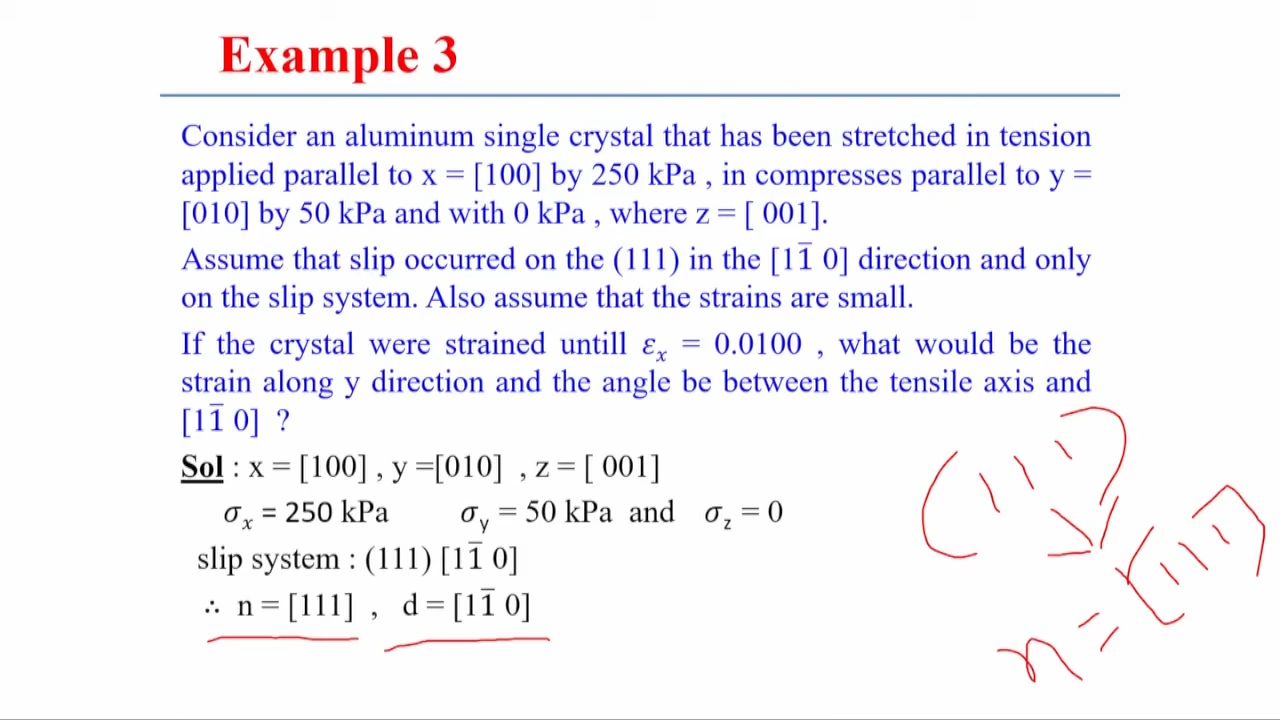 Example 3
Consider an aluminum single crystal that has been stretched in tension
applied parallel to x = [100] by 250 kPa , in compresses parallel to y =
[010] by 50 kPa and with 0 kPa , where z = [ 001].
Assume that slip occurred on the (111) in the [11̅ 0] direction and only
on the slip system. Also assume that the strains are small.
If the crystal were strained untill εₓ = 0.0100 , what would be the
strain along y direction and the angle be between the tensile axis and
[11̅ 0] ?
Sol : x = [100] , y =[010] , z = [ 001]
σₓ = 250 kPa σ_y = 50 kPa and σ_z = 0
slip system : (111) [11̅ 0]
∴ n = [111] , d = [11̅ 0]
(111)
n = [111]